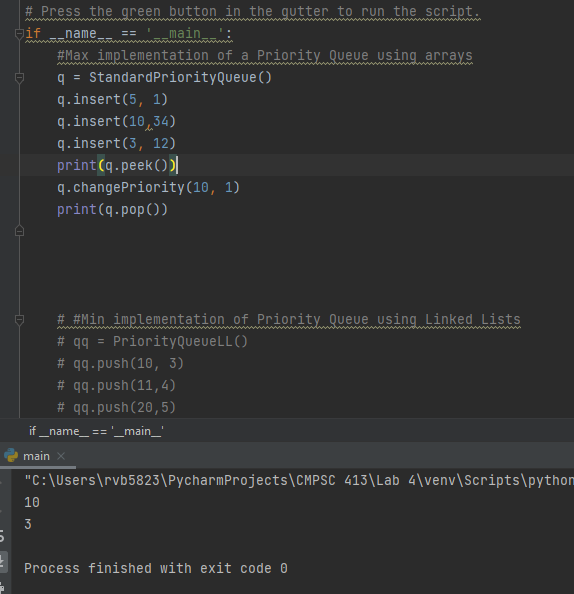 # Press the green button in the gutter to run the script.
if __name__ == '__main__':
#Max implementation of a Priority Queue using arrays
q = StandardPriorityQueue()
q.insert(5, 1)
q.insert(10,34)
q.insert(3, 12)
print(q.peek())
q.changePriority(10, 1)
print(q.pop())
# #Min implementation of Priority Queue using Linked Lists
# qq = PriorityQueueLL()
# qq.push(10, 3)
# qq.push(11,4)
# qq.push(20,5)
if __name__ == '__main__'
main
"C:\Users\rvb5823\PycharmProjects\CMPSC 413\Lab 4\venv\Scripts\python
10
3
Process finished with exit code 0